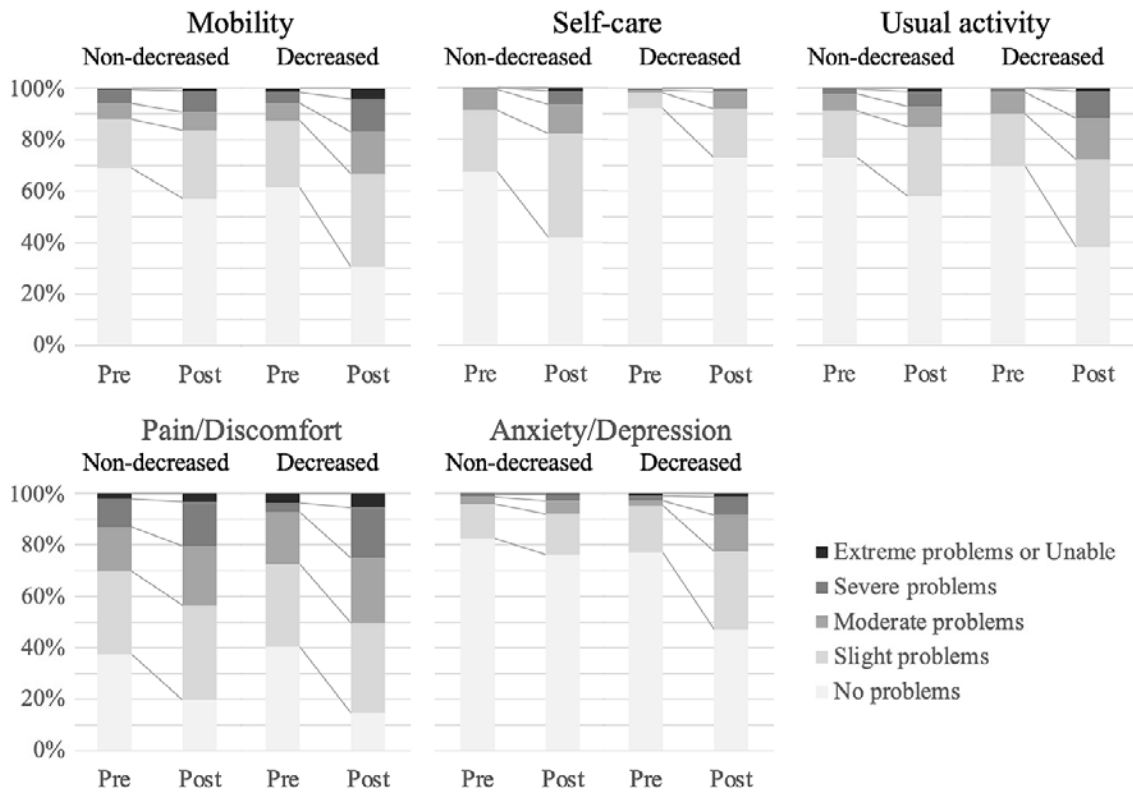 Mobility Self-care Usual activity
Non-decreased Decreased Non-decreased Decreased Non-decreased Decreased
100%
80%
60%
40%
20%
0%
Pre Post Pre Post Pre Post Pre Post Pre Post Pre Post
Pain/Discomfort Anxiety/Depression
Non-decreased Decreased Non-decreased Decreased
100%
80%
60%
40%
20%
0%
Pre Post Pre Post Pre Post Pre Post
Extreme problems or Unable
Severe problems
Moderate problems
Slight problems
No problems